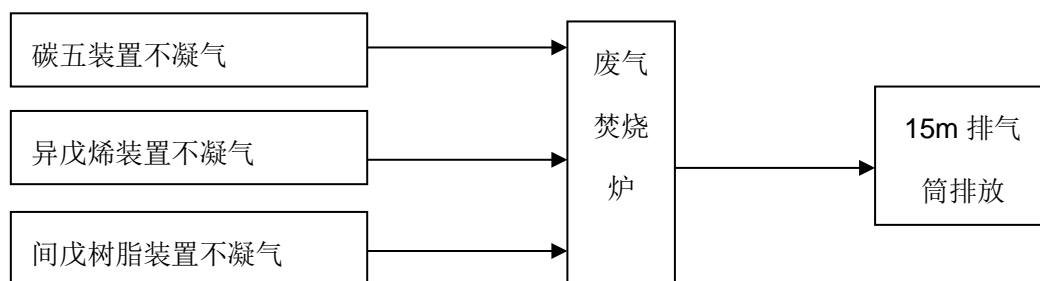 碳五装置不凝气
异戊烯装置不凝气
间戊树脂装置不凝气
废气
焚烧
炉
15m 排气
筒排放